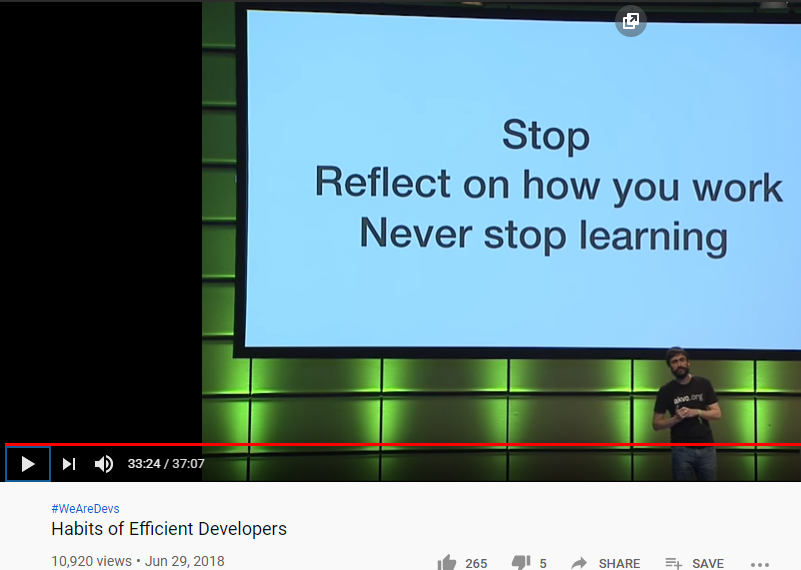 Stop
Reflect on how you work
Never stop learning
akvo.org
33:24 / 37:07
#WeAreDevs
Habits of Efficient Developers
10,920 views • Jun 29, 2018
265
5
SHARE
SAVE